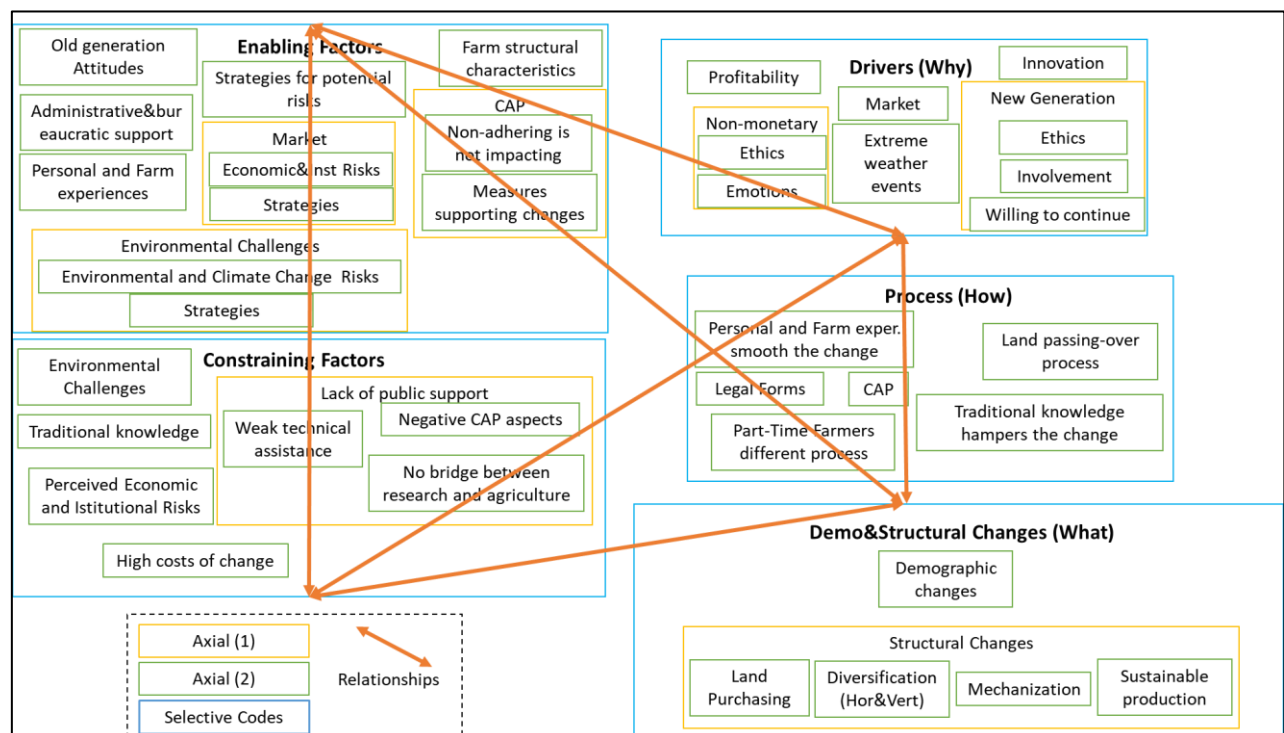 Enabling Factors
Old generation
Attitudes
Administrative&bur
eaucratic support
Personal and Farm
experiences
Strategies for potential
risks
Market
Economic&Inst Risks
Strategies
Farm structural
characteristics
CAP
Non-adhering is
not impacting
Measures
supporting changes
Environmental Challenges
Environmental and Climate Change Risks
Strategies
Constraining Factors
Environmental
Challenges
Traditional knowledge
Perceived Economic
and Istitutional Risks
High costs of change
Lack of public support
Weak technical
assistance
Negative CAP aspects
No bridge between
research and agriculture
Axial (1)
Axial (2)
Selective Codes
Relationships
Drivers (Why)
Profitability
Non-monetary
Ethics
Emotions
Market
Extreme
weather
events
Innovation
New Generation
Ethics
Involvement
Willing to continue
Process (How)
Personal and Farm exper.
smooth the change
Legal Forms
CAP
Part-Time Farmers
different process
Land passing-over
process
Traditional knowledge
hampers the change
Demo&Structural Changes (What)
Demographic
changes
Structural Changes
Land
Purchasing
Diversification
(Hor&Vert)
Mechanization
Sustainable
production